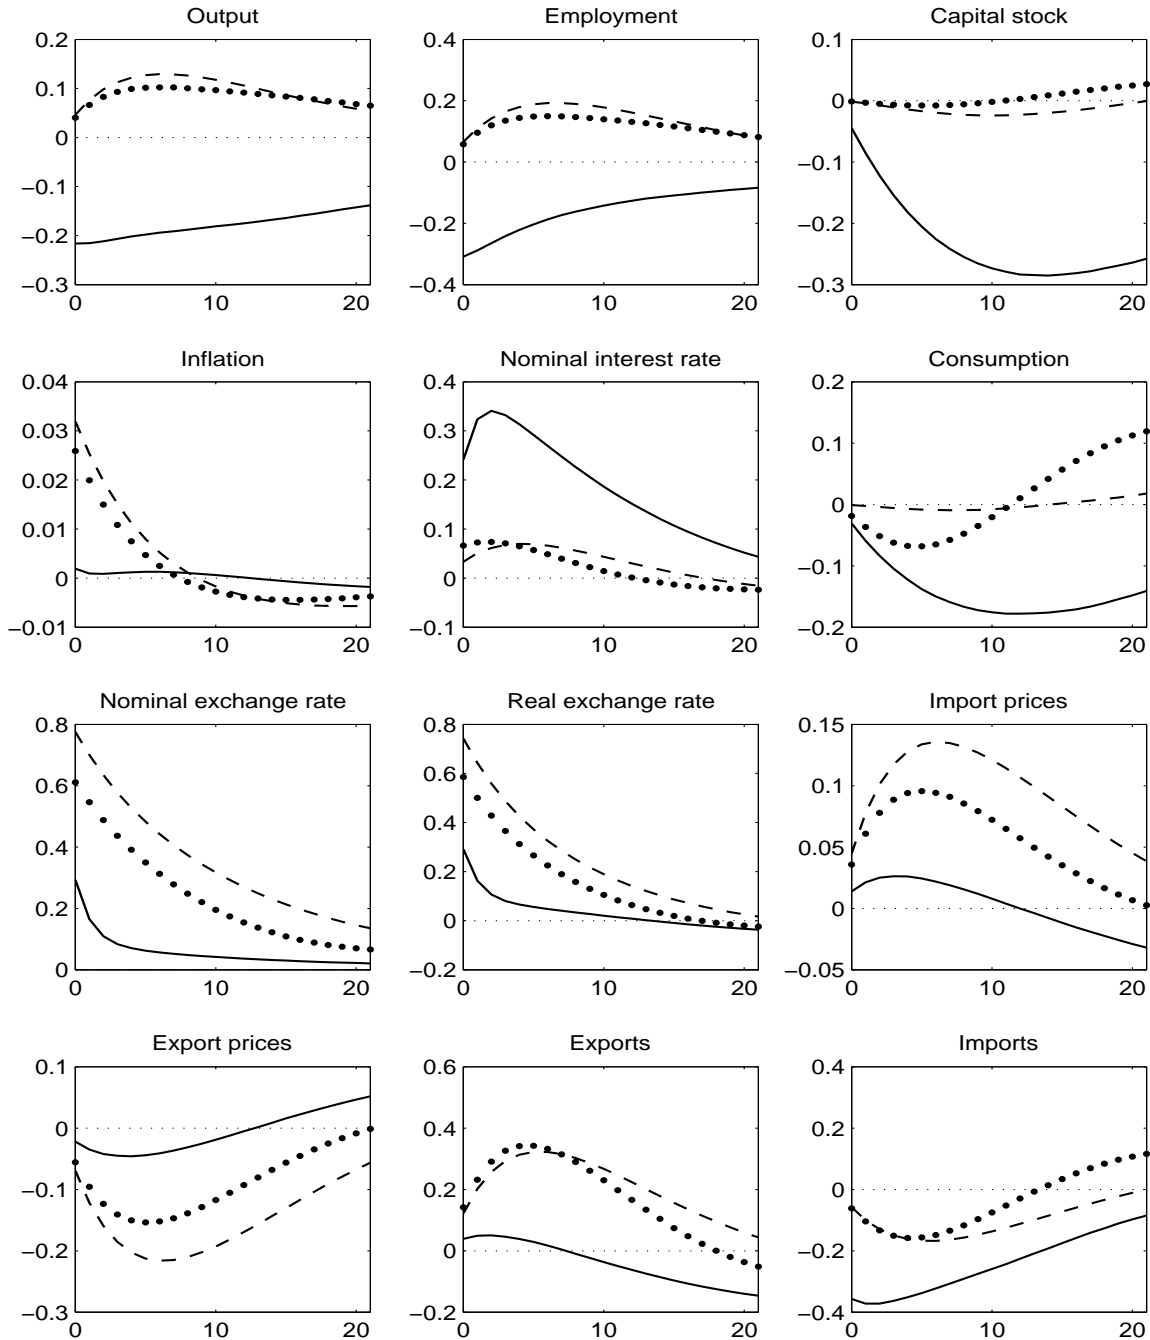 Output
0.2
0.1
0
−0.1
−0.2
−0.3
0 10 20
Employment
0.4
0.2
0
−0.2
−0.4
0 10 20
Capital stock
0.1
0
−0.1
−0.2
−0.3
0 10 20
Inflation
0.04
0.03
0.02
0.01
0
−0.01
0 10 20
Nominal interest rate
0.4
0.3
0.2
0.1
0
−0.1
0 10 20
Consumption
0.2
0.1
0
−0.1
−0.2
0 10 20
Nominal exchange rate
0.8
0.6
0.4
0.2
0
0 10 20
Real exchange rate
0.8
0.6
0.4
0.2
0
−0.2
0 10 20
Import prices
0.15
0.1
0.05
0
−0.05
0 10 20
Export prices
0.1
0
−0.1
−0.2
−0.3
0 10 20
Exports
0.6
0.4
0.2
0
−0.2
0 10 20
Imports
0.4
0.2
0
−0.2
−0.4
0 10 20